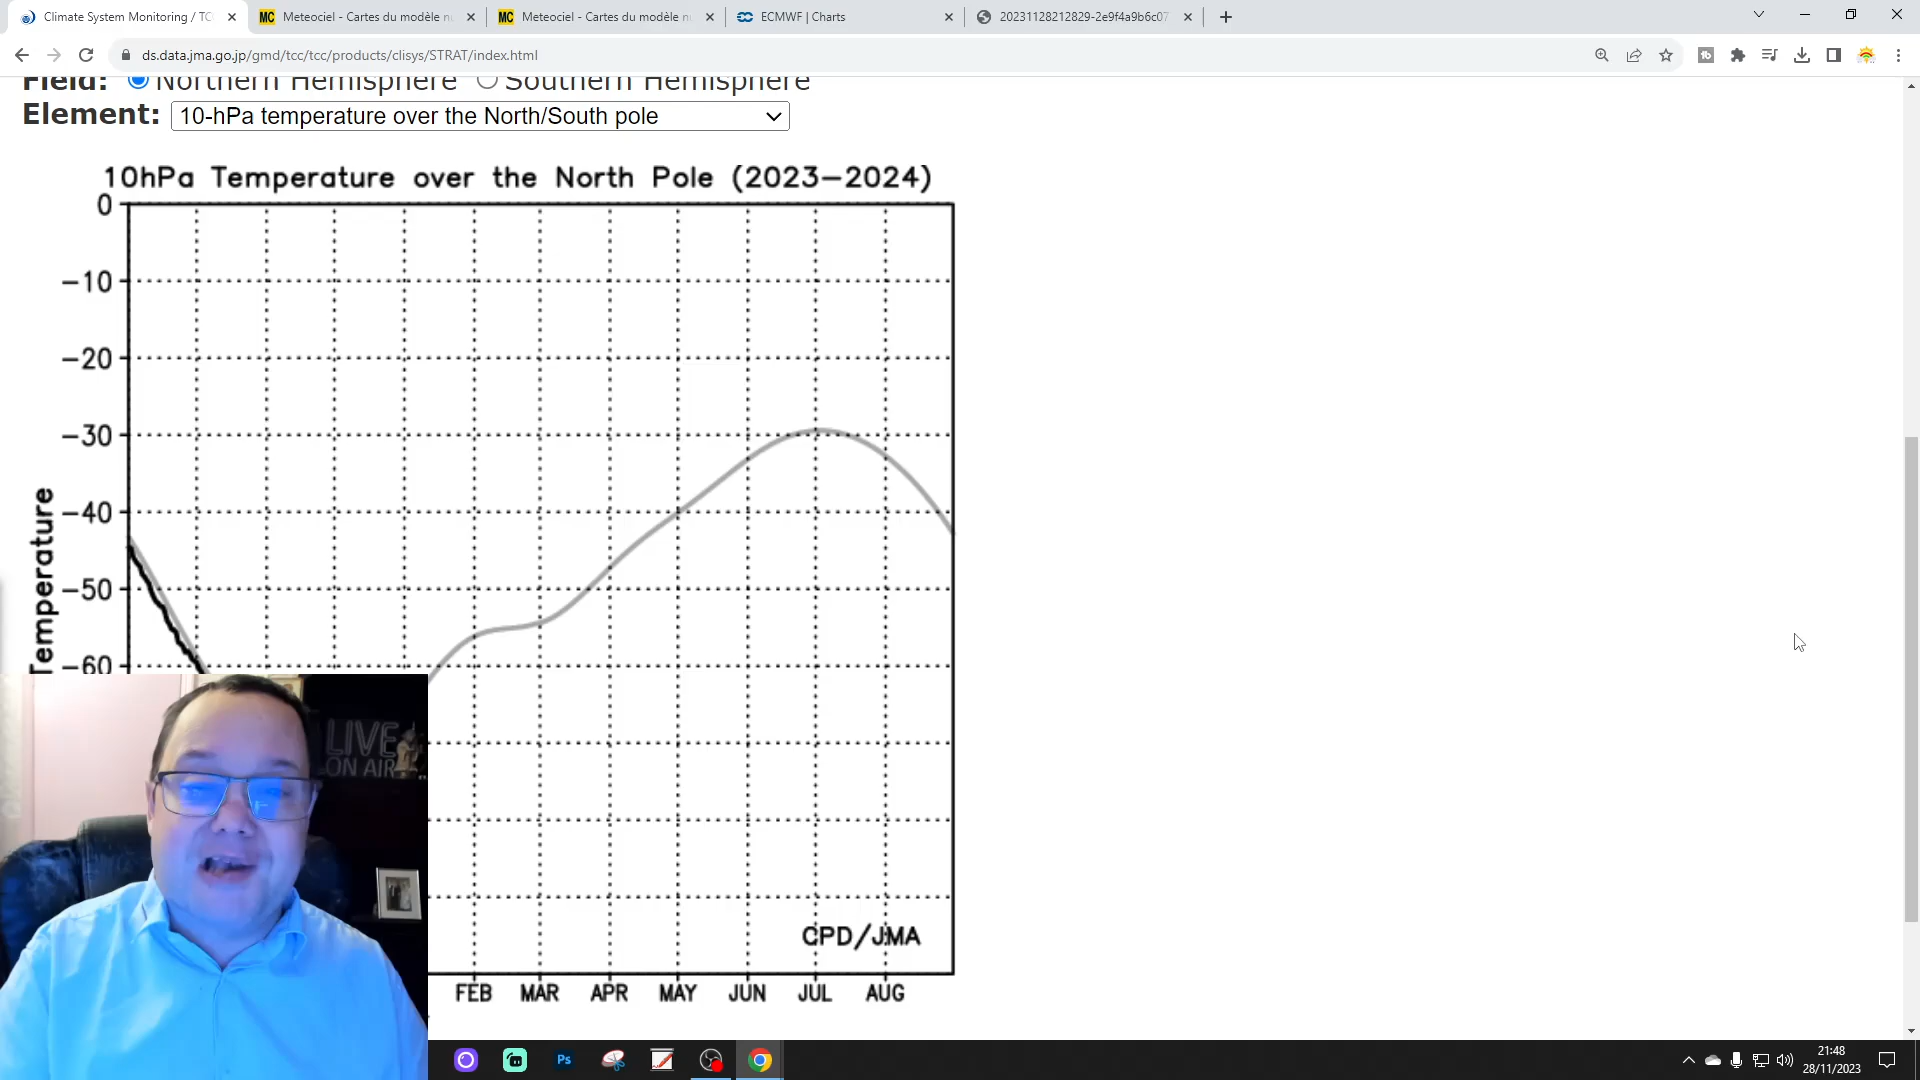 Climate System Monitoring / TC
Meteociel - Cartes du modèle n
Meteociel - Cartes du modèle n
ECMWF | Charts
20231128212829-2e9f4a9b6c07
ds.data.jma.go.jp/gmd/tcc/tcc/products/clisys/STRAT/index.html
Field: Northern Hemisphere Southern Hemisphere
Element: 10-hPa temperature over the North/South pole
10hPa Temperature over the North Pole (2023−2024)
0
−10
−20
−30
−40
−50
−60
Temperature
CPD/JMA
FEB MAR APR MAY JUN JUL AUG
LIVE
ON AIR
Ps
21:48
28/11/2023